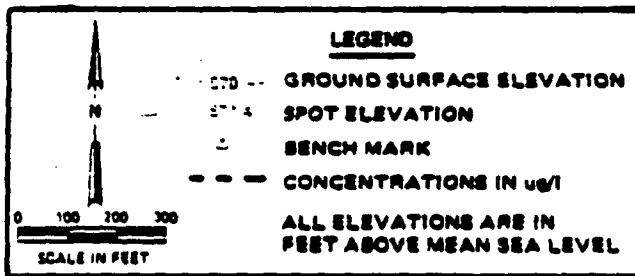 LEGEND
GROUND SURFACE ELEVATION
N
SPOT ELEVATION
BENCH MARK
CONCENTRATIONS IN ug/l
0 100 200 300
SCALE IN FEET
ALL ELEVATIONS ARE IN
FEET ABOVE MEAN SEA LEVEL